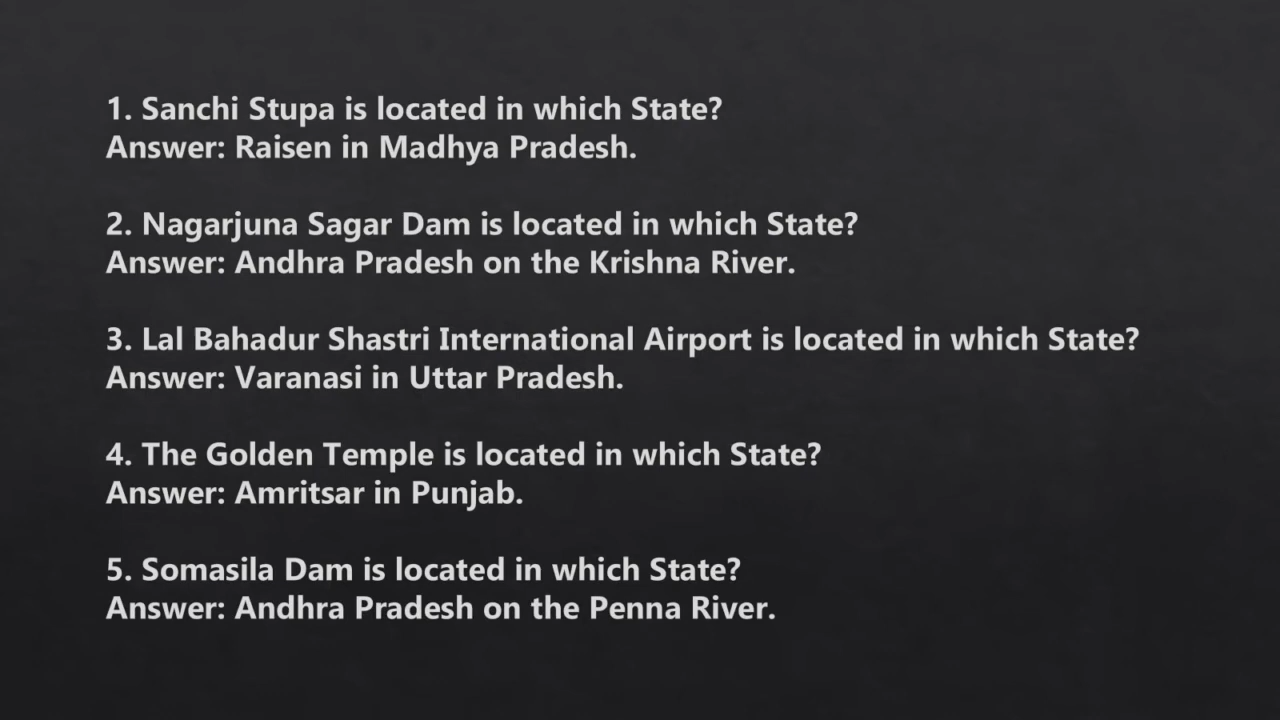 1. Sanchi Stupa is located in which State?
Answer: Raisen in Madhya Pradesh.
2. Nagarjuna Sagar Dam is located in which State?
Answer: Andhra Pradesh on the Krishna River.
3. Lal Bahadur Shastri International Airport is located in which State?
Answer: Varanasi in Uttar Pradesh.
4. The Golden Temple is located in which State?
Answer: Amritsar in Punjab.
5. Somasila Dam is located in which State?
Answer: Andhra Pradesh on the Penna River.